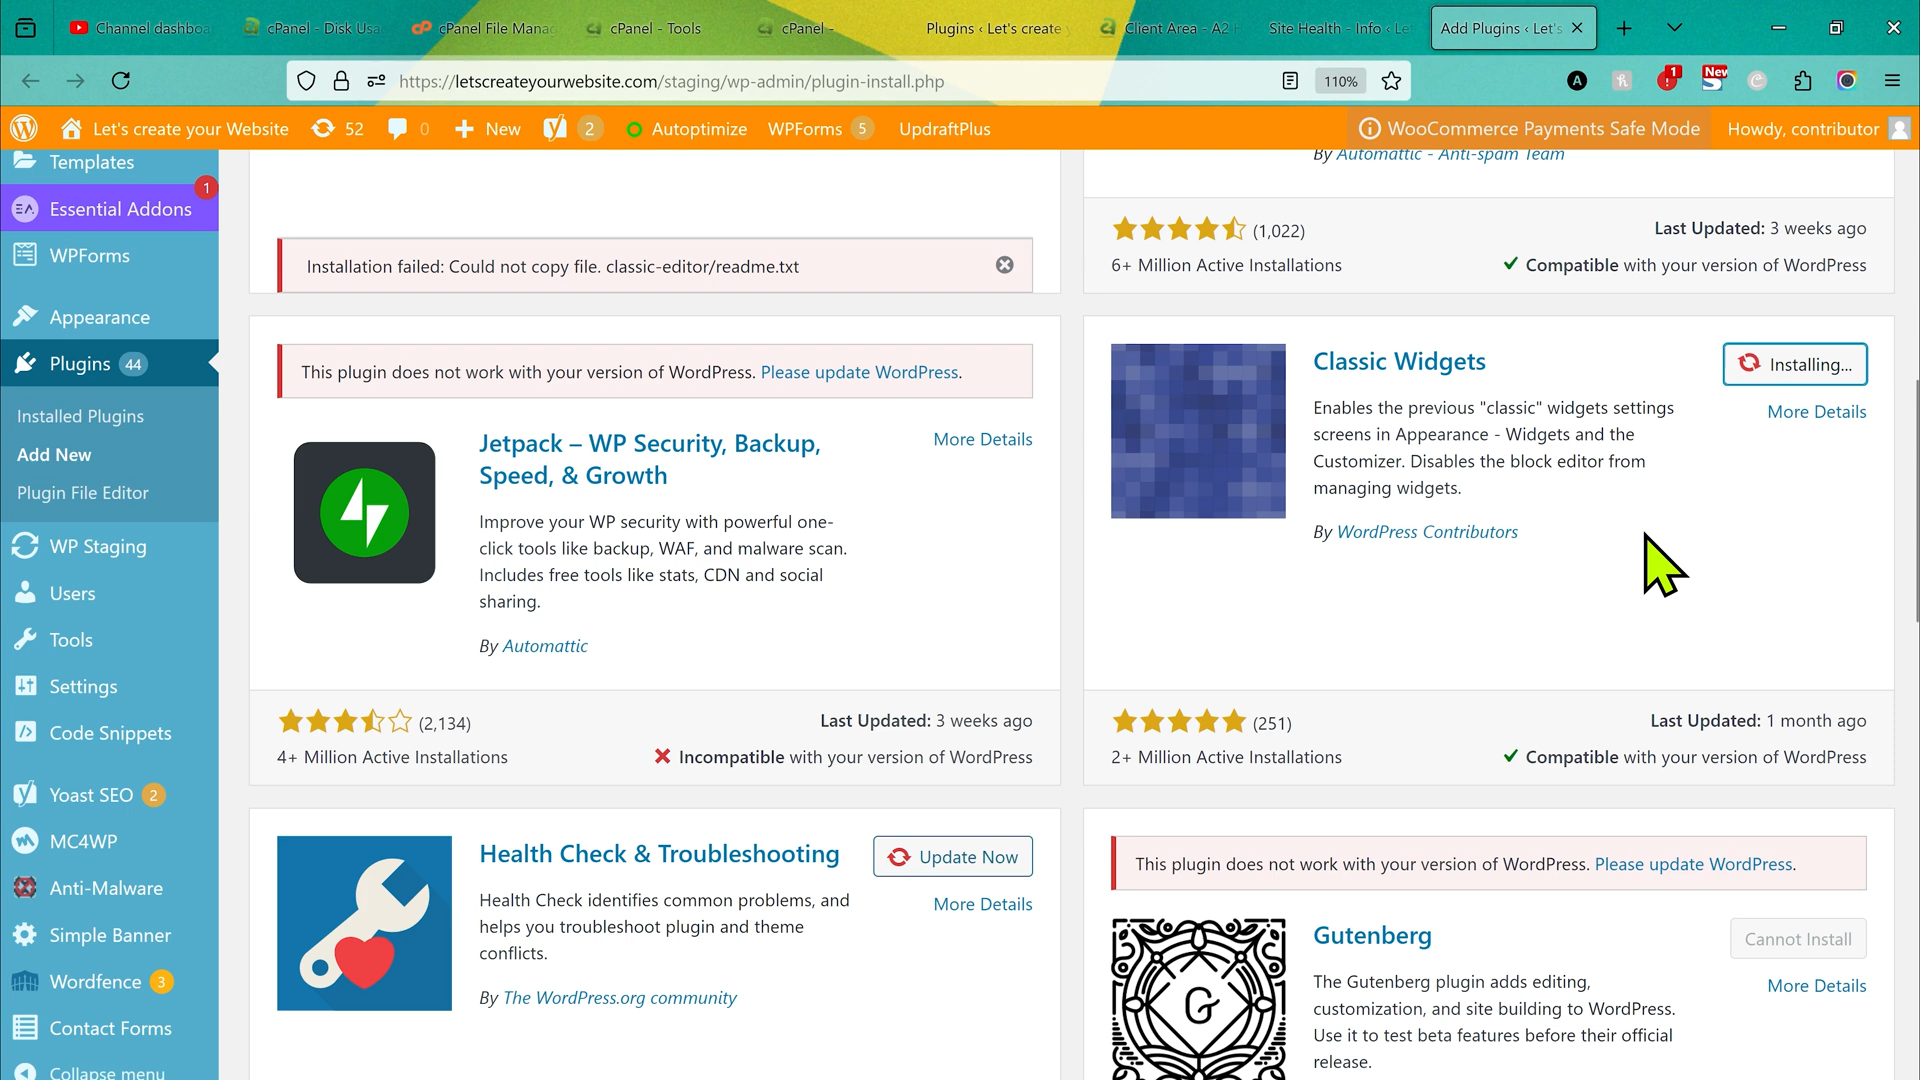 Channel dashboa
cPanel - Disk Usa
cPanel File Manag
cPanel - Tools
cPanel -
Plugins ‹ Let's create y
Client Area - A2 H
Site Health - Info ‹ Le
Add Plugins ‹ Let's
https://letscreateyourwebsite.com/staging/wp-admin/plugin-install.php
110%
A
1
New
Let's create your Website
52
0
New
2
Autoptimize
WPForms 5
UpdraftPlus
WooCommerce Payments Safe Mode
Howdy, contributor
Templates
1
Essential Addons
WPForms
Appearance
Plugins 44
Installed Plugins
Add New
Plugin File Editor
WP Staging
Users
Tools
Settings
Code Snippets
Yoast SEO 2
MC4WP
Anti-Malware
Simple Banner
Wordfence 3
Contact Forms
Collapse menu
Installation failed: Could not copy file. classic-editor/readme.txt
By Automattic - Anti-spam Team
(1,022)
Last Updated: 3 weeks ago
6+ Million Active Installations
Compatible with your version of WordPress
This plugin does not work with your version of WordPress. Please update WordPress.
Jetpack – WP Security, Backup,
Speed, & Growth
More Details
Improve your WP security with powerful one-
click tools like backup, WAF, and malware scan.
Includes free tools like stats, CDN and social
sharing.
By Automattic
(2,134)
Last Updated: 3 weeks ago
4+ Million Active Installations
Incompatible with your version of WordPress
Classic Widgets
Installing...
More Details
Enables the previous "classic" widgets settings
screens in Appearance - Widgets and the
Customizer. Disables the block editor from
managing widgets.
By WordPress Contributors
(251)
Last Updated: 1 month ago
2+ Million Active Installations
Compatible with your version of WordPress
Health Check & Troubleshooting
Update Now
More Details
Health Check identifies common problems, and
helps you troubleshoot plugin and theme
conflicts.
By The WordPress.org community
This plugin does not work with your version of WordPress. Please update WordPress.
Gutenberg
Cannot Install
More Details
The Gutenberg plugin adds editing,
customization, and site building to WordPress.
Use it to test beta features before their official
release.